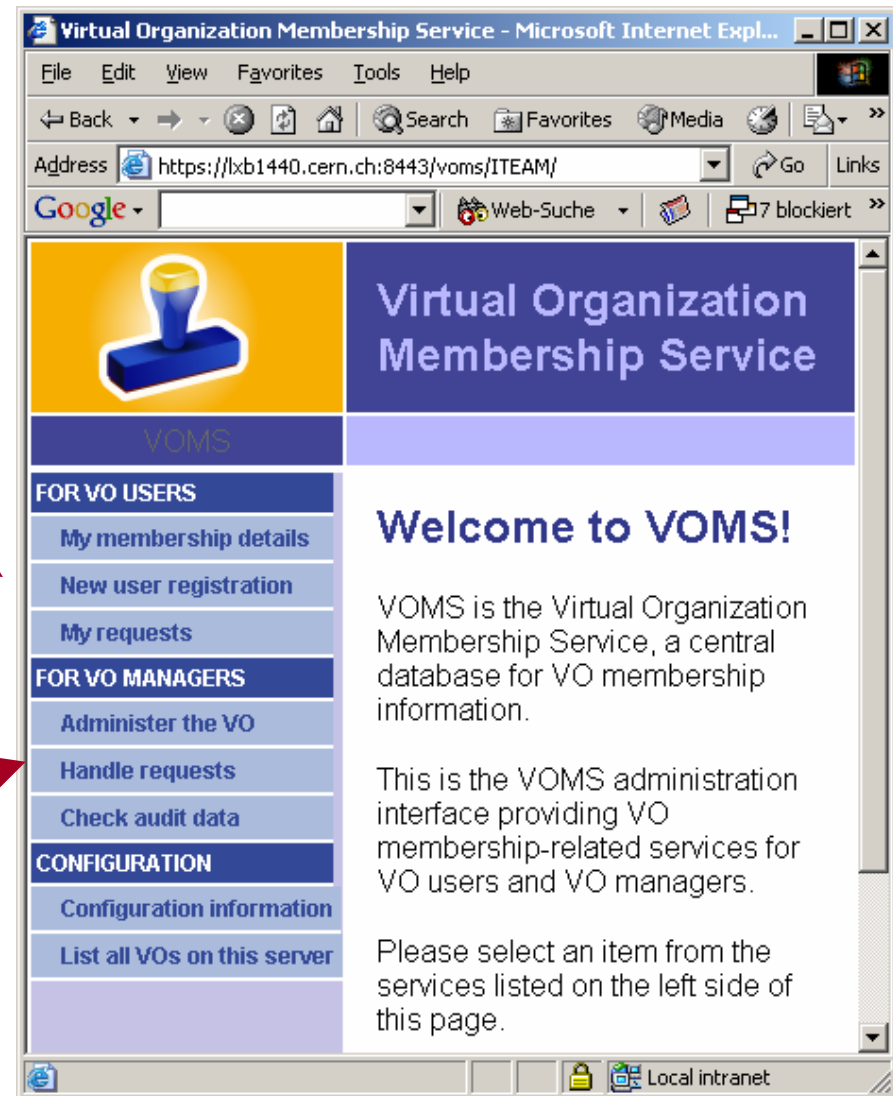 Virtual Organization Membership Service - Microsoft Internet Expl...
File Edit View Favorites Tools Help
Back Search Favorites Media »
Address https://lxb1440.cern.ch:8443/voms/ITEAM/ Go Links
Google Web-Suche 17 blockiert »
Virtual Organization
Membership Service
VOMS
FOR VO USERS
My membership details
New user registration
My requests
FOR VO MANAGERS
Administer the VO
Handle requests
Check audit data
CONFIGURATION
Configuration information
List all VOs on this server
Welcome to VOMS!
VOMS is the Virtual Organization
Membership Service, a central
database for VO membership
information.
This is the VOMS administration
interface providing VO
membership-related services for
VO users and VO managers.
Please select an item from the
services listed on the left side of
this page.
Local intranet